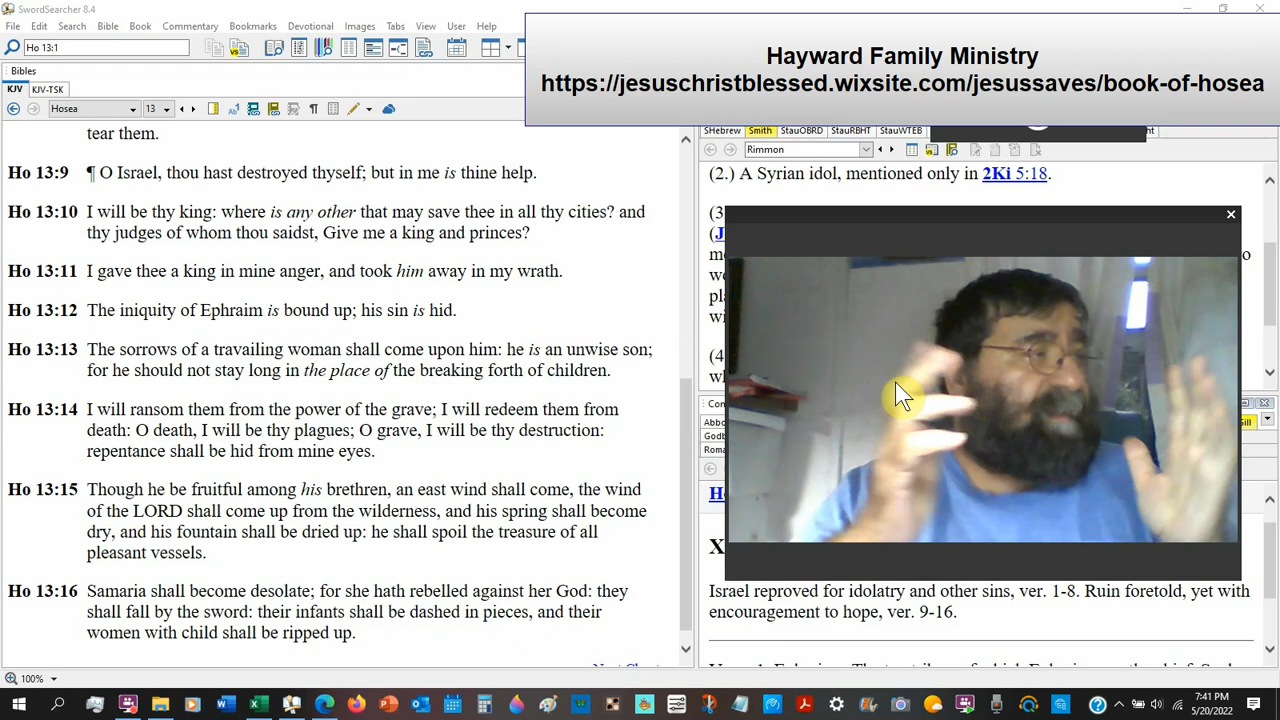 SwordSearcher 8.4
File Edit Search Bible Book Commentary Bookmarks Devotional Images Tabs View User Help
Ho 13:1
Hayward Family Ministry
https://jesuschristblessed.wixsite.com/jesussaves/book-of-hosea
Bibles
KJV KJV-TSK
Hosea 13
tear them.
Ho 13:9 ¶ O Israel, thou hast destroyed thyself; but in me is thine help.
Ho 13:10 I will be thy king: where is any other that may save thee in all thy cities? and
thy judges of whom thou saidst, Give me a king and princes?
Ho 13:11 I gave thee a king in mine anger, and took him away in my wrath.
Ho 13:12 The iniquity of Ephraim is bound up; his sin is hid.
Ho 13:13 The sorrows of a travailing woman shall come upon him: he is an unwise son;
for he should not stay long in the place of the breaking forth of children.
Ho 13:14 I will ransom them from the power of the grave; I will redeem them from
death: O death, I will be thy plagues; O grave, I will be thy destruction:
repentance shall be hid from mine eyes.
Ho 13:15 Though he be fruitful among his brethren, an east wind shall come, the wind
of the LORD shall come up from the wilderness, and his spring shall become
dry, and his fountain shall be dried up: he shall spoil the treasure of all
pleasant vessels.
Ho 13:16 Samaria shall become desolate; for she hath rebelled against her God: they
shall fall by the sword: their infants shall be dashed in pieces, and their
women with child shall be ripped up.
100%
SHebrew Smith StauOBRD StauRBHT StauWTEB
Rimmon
(2.) A Syrian idol, mentioned only in 2Ki 5:18.
Israel reproved for idolatry and other sins, ver. 1-8. Ruin foretold, yet with
encouragement to hope, ver. 9-16.
7:41 PM
5/20/2022